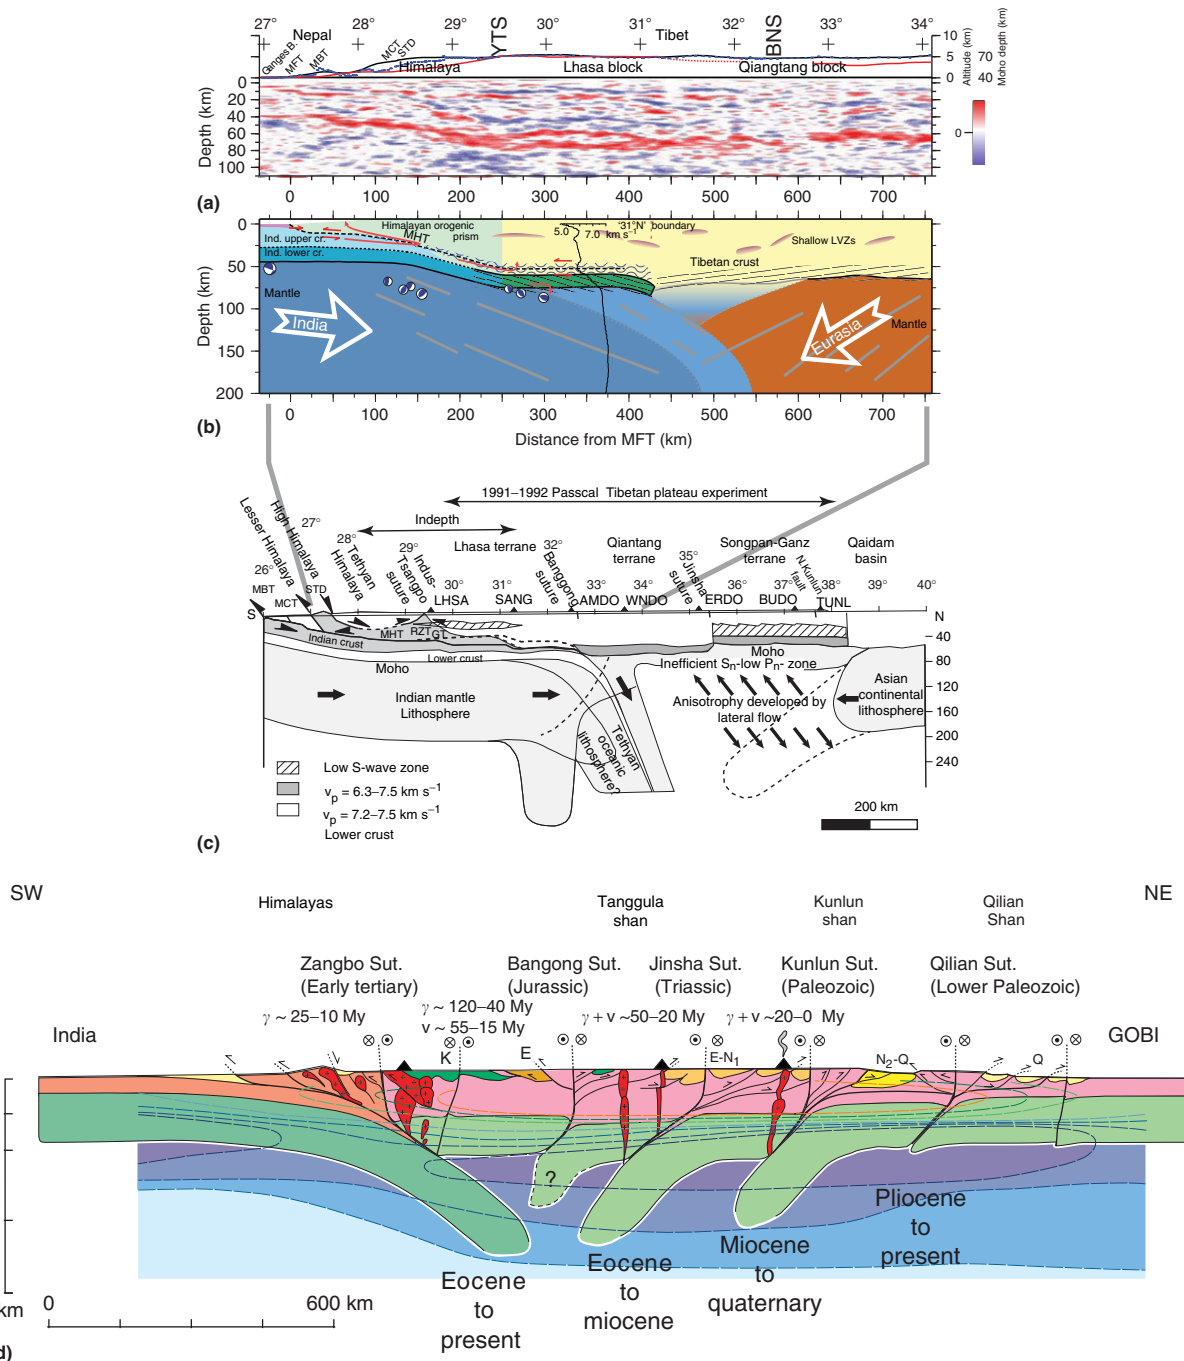 27° 28° 29° YTS 30° BNS 33° 34°
Nepal Tibet
Ganges B. MFT MBT MCT STD
Himalaya Lhasa block Qiangtang block
10 5 0 Altitude (km)
70 40 Moho depth (km)
Depth (km) 0 20 40 60 80 100
0
(a) 0 100 200 300 400 500 600 700
Himalayan orogenic prism
MHT
5.0 7.0 km s⁻¹
'31°N' boundary
Shallow LVZs
Tibetan crust
Ind. upper cr.
Ind. lower cr.
Mantle
India
Eurasia
Mantle
Depth (km) 0 50 100 150 200
0 100 200 300 400 500 600 700
(b)
Distance from MFT (km)
1991–1992 Passcal Tibetan plateau experiment
Indepth
Lesser Himalaya
High Himalaya
Tethyan Himalaya
Indus Tsangpo suture
Lhasa terrane
Banggong suture
Qiantang terrane
Jinsha suture
Songpan-Ganz terrane
N.Kunlun fault
Qaidam basin
26° 27° 28° 29° 30° 31° 32° 33° 34° 35° 36° 37° 38° 39° 40°
MBT MCT STD
LHSA SANG AMDO WNDO ERDO BUDO TUNL
S N
MHT RZT GT
Indian crust
Lower crust
Moho
Moho
Inefficient Sn-low Pn- zone
Indian mantle
Lithosphere
Tethyan oceanic lithosphere?
Anisotropy developed by
lateral flow
Asian
continental
lithosphere
40 80 120 160 200 240
Low S-wave zone
vp = 6.3–7.5 km s⁻¹
vp = 7.2–7.5 km s⁻¹
Lower crust
200 km
(c)
SW NE
Himalayas
Tanggula
shan
Kunlun
shan
Qilian
Shan
Zangbo Sut.
(Early tertiary)
Bangong Sut.
(Jurassic)
Jinsha Sut.
(Triassic)
Kunlun Sut.
(Paleozoic)
Qilian Sut.
(Lower Paleozoic)
γ ~ 25–10 My
γ ~ 120–40 My
v ~ 55–15 My
γ + v ~50–20 My
γ + v ~20–0 My
India GOBI
K E E-N₁ N₂-Q Q
?
Eocene
to
present
Eocene
to
miocene
Miocene
to
quaternary
Pliocene
to
present
km
0 600 km
d)